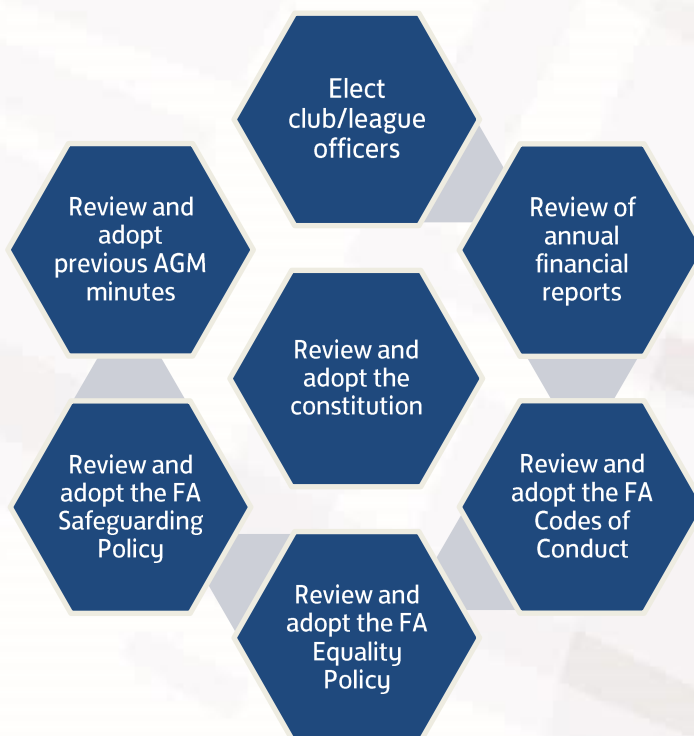 Elect
club/league
officers
Review of
annual
financial
reports
Review and
adopt the FA
Codes of
Conduct
Review and
adopt the FA
Equality
Policy
Review and
adopt the FA
Safeguarding
Policy
Review and
adopt
previous AGM
minutes
Review and
adopt the
constitution